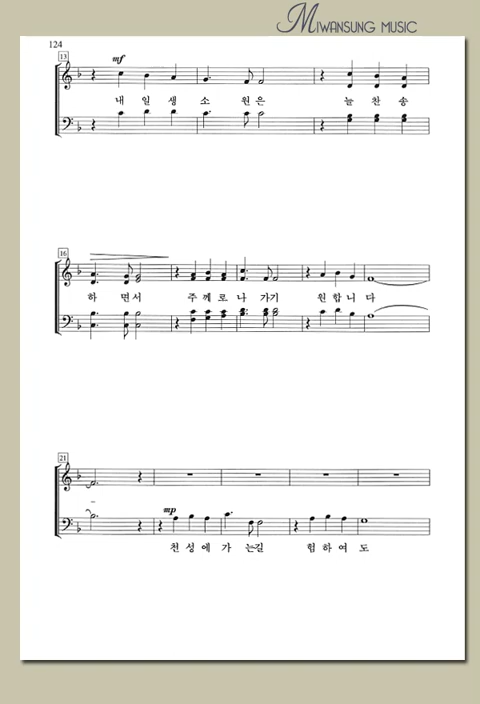 MIWANSUNG MUSIC
124
13
mf
내 일 생 소 원 은 늘 찬 송
16
하 면서 주 께 로 나 가기 원 합 니 다
21
mp
천 성 에 가 는길 험 하 여 도